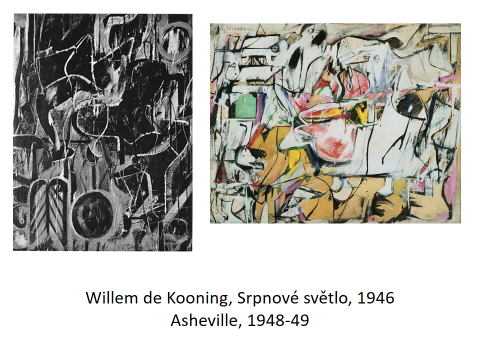 Willem de Kooning, Srpnové světlo, 1946
Asheville, 1948-49